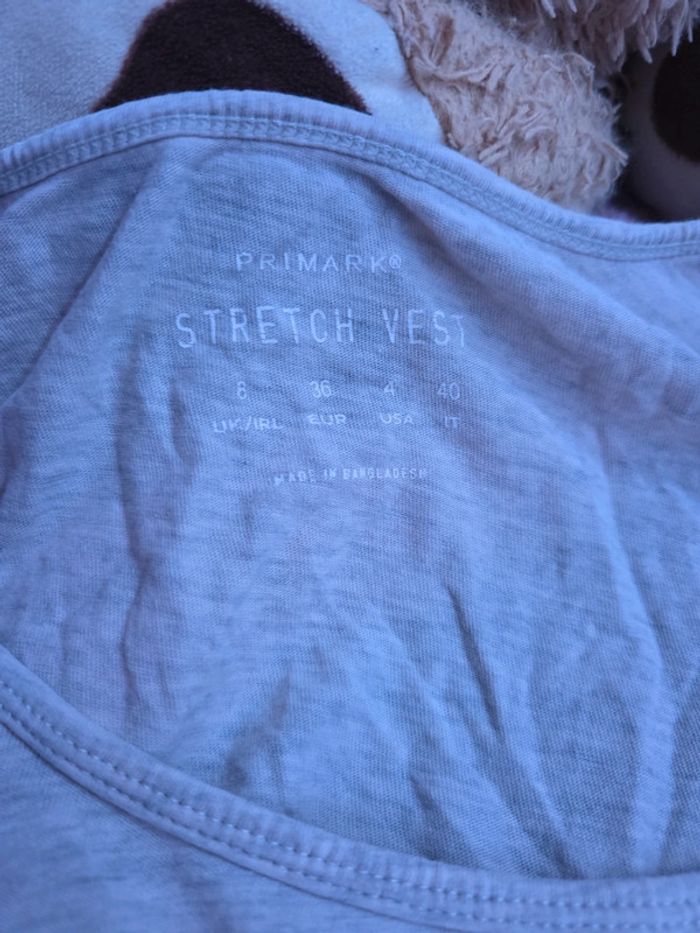 PRIMARK®
STRETCH VEST
8 36 4 40
UK/IRL EUR USA IT
MADE IN BANGLADESH